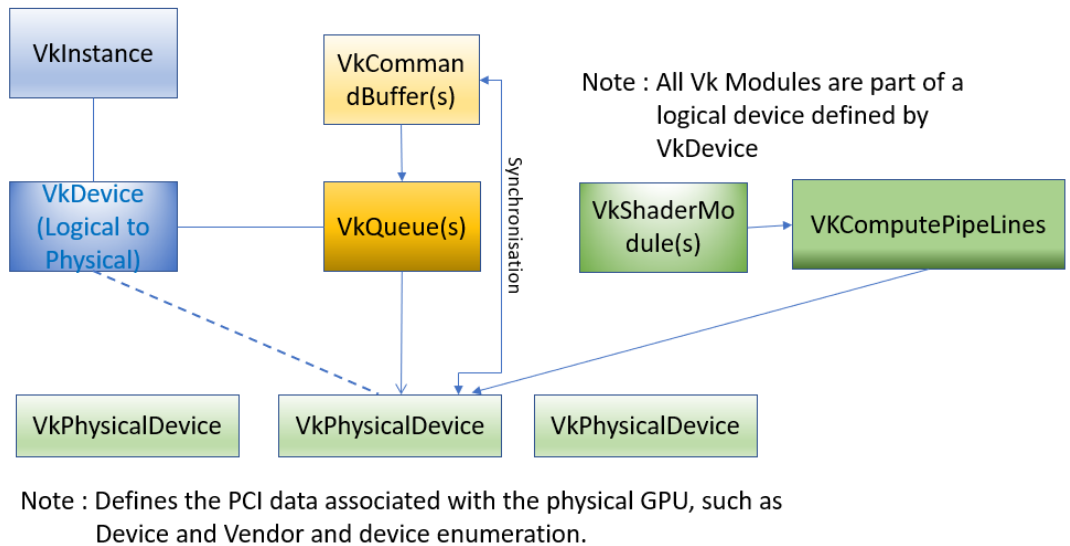 VkInstance
VkComman
dBuffer(s)
Note : All Vk Modules are part of a
logical device defined by
VkDevice
Synchronisation
VkDevice
(Logical to
Physical)
VkQueue(s)
VkShaderMo
dule(s)
VKComputePipeLines
VkPhysicalDevice
VkPhysicalDevice
VkPhysicalDevice
Note : Defines the PCI data associated with the physical GPU, such as
Device and Vendor and device enumeration.